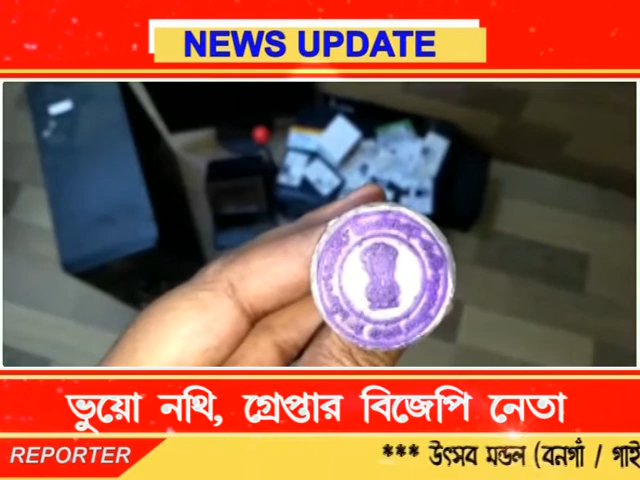 NEWS UPDATE
ভুয়ো নথি, গ্রেপ্তার বিজেপি নেতা
REPORTER
*** উৎসব মন্ডল (বনগাঁ / গাই